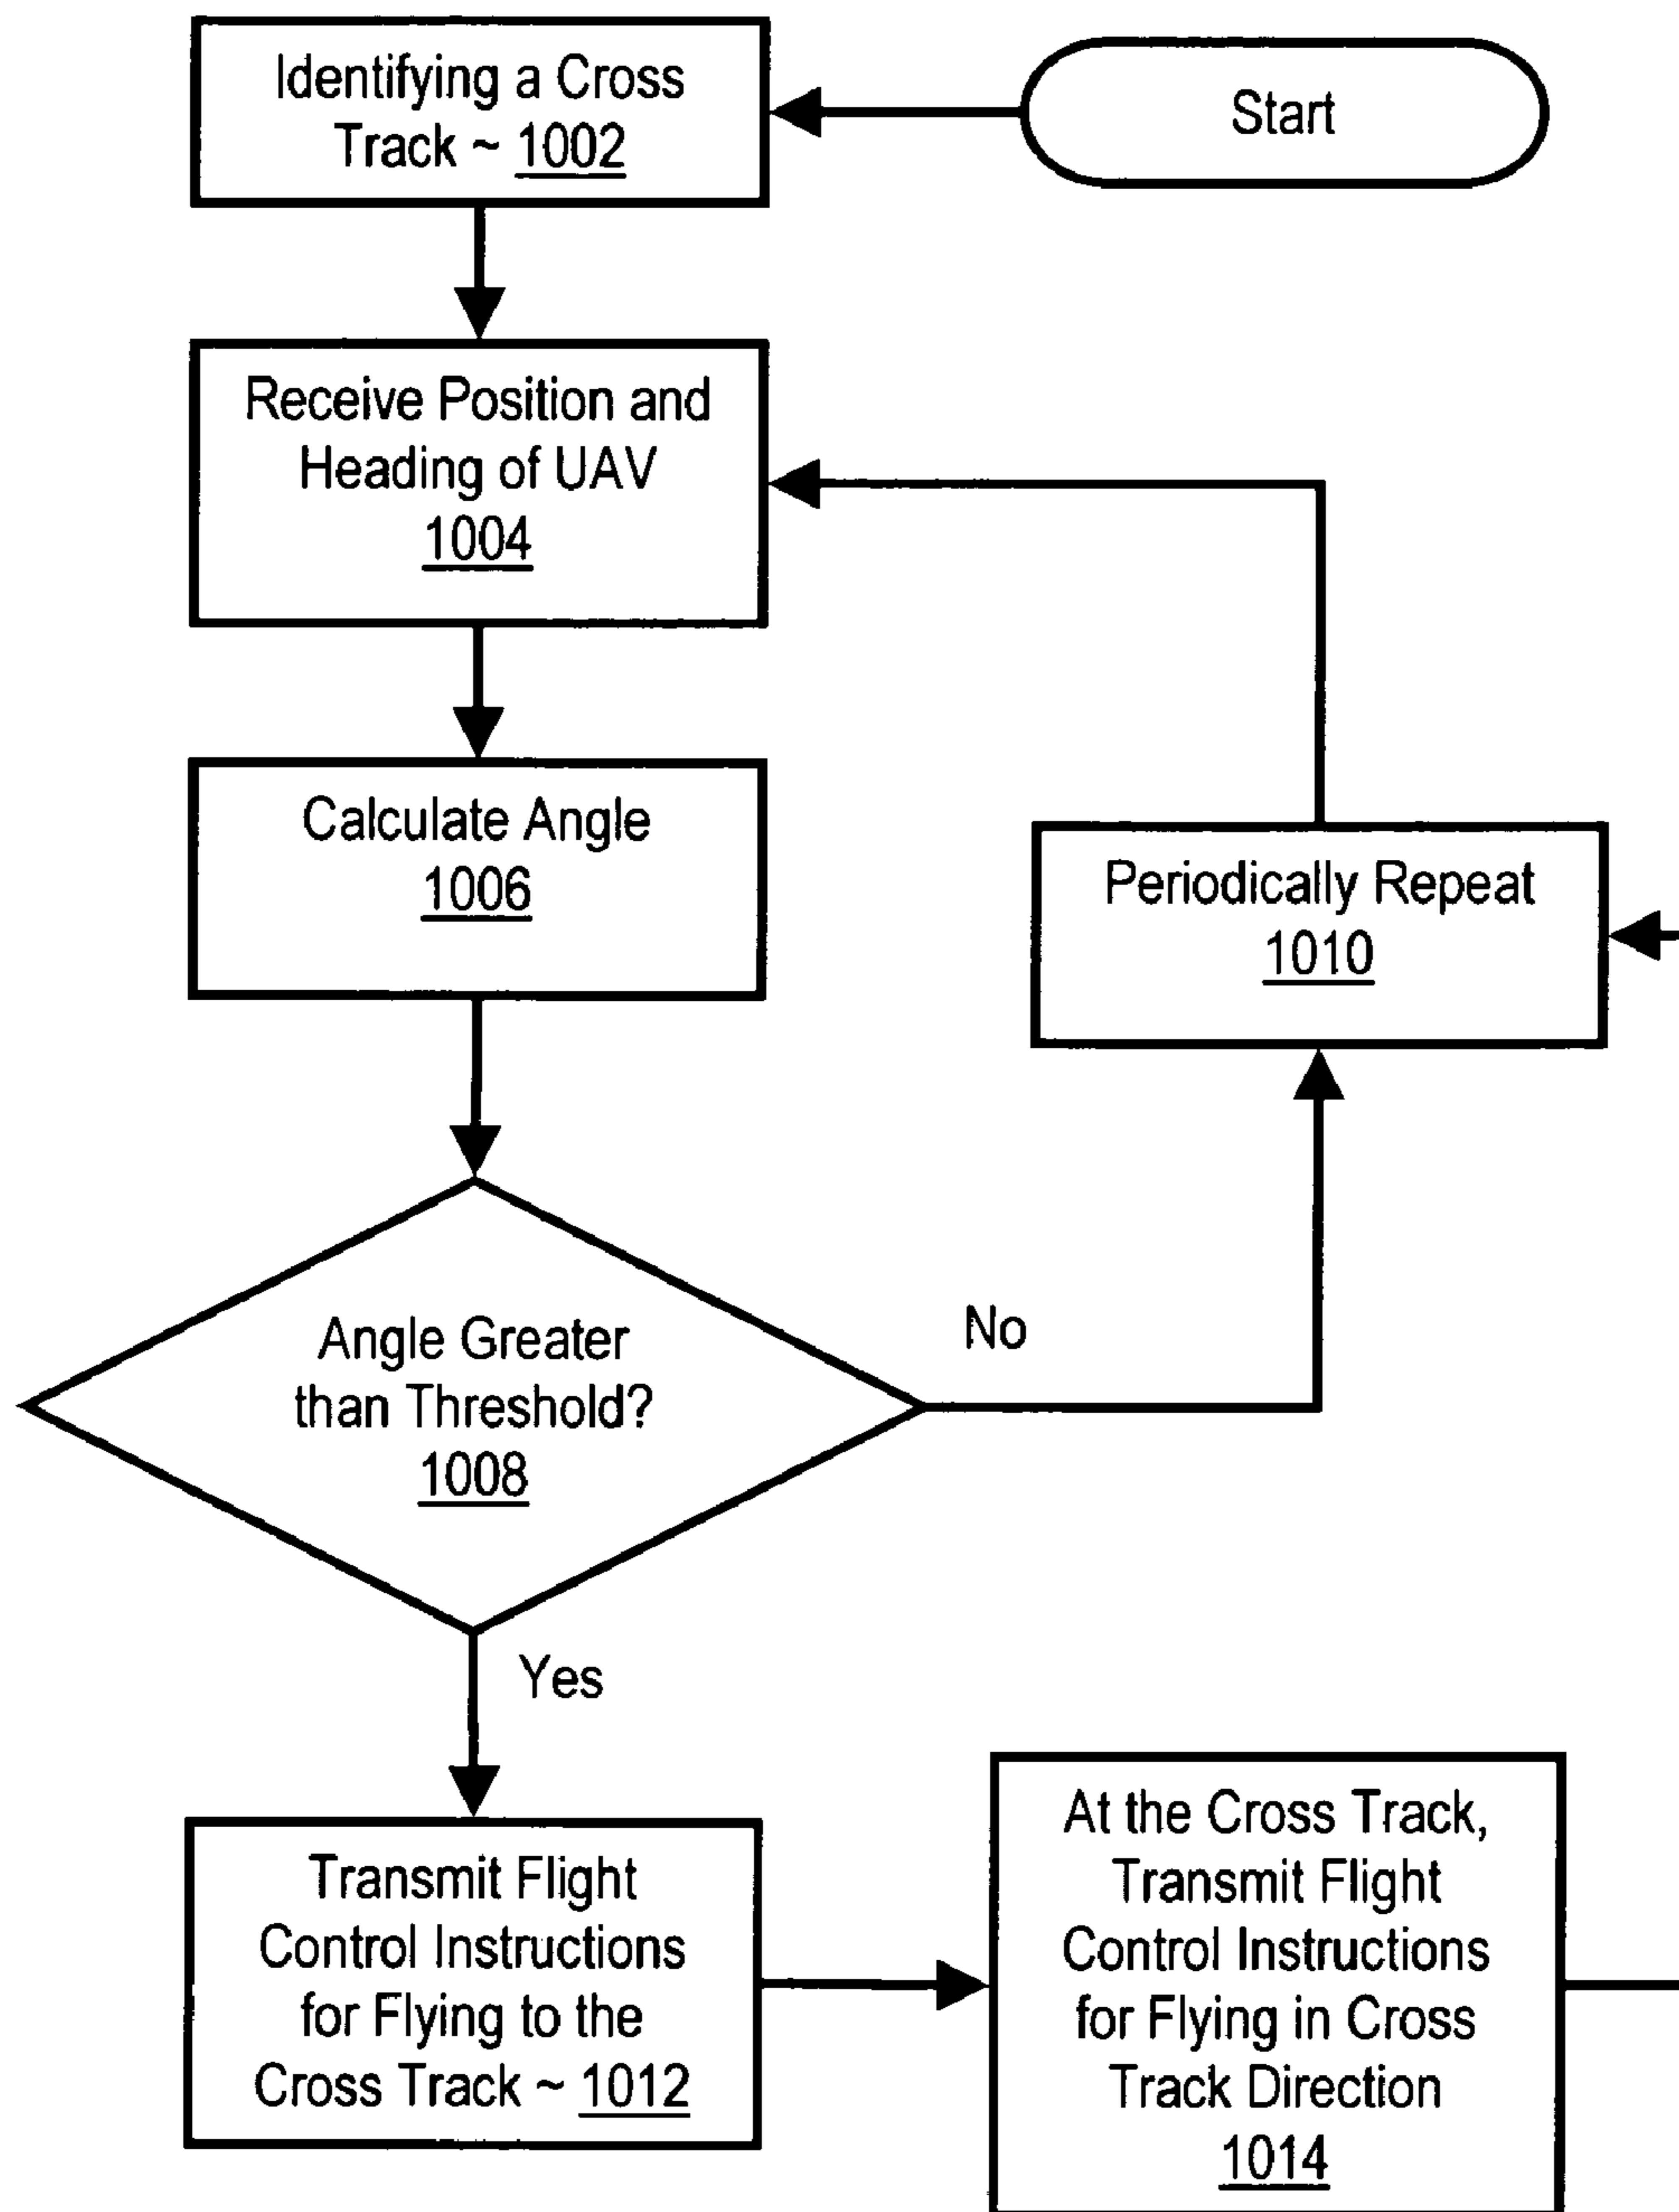 Start
Identifying a Cross
Track ~ 1002
Receive Position and
Heading of UAV
1004
Calculate Angle
1006
Periodically Repeat
1010
Angle Greater
than Threshold?
1008
No
Yes
Transmit Flight
Control Instructions
for Flying to the
Cross Track ~ 1012
At the Cross Track,
Transmit Flight
Control Instructions
for Flying in Cross
Track Direction
1014